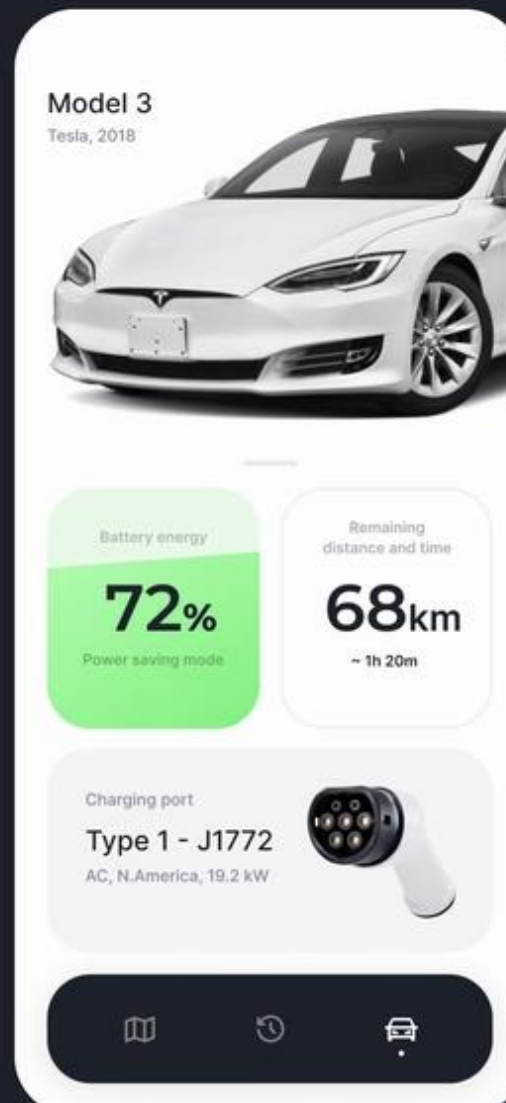 Model 3
Tesla, 2018
Battery energy
72%
Power saving mode
Remaining
distance and time
68km
~ 1h 20m
Charging port
Type 1 - J1772
AC, N.America, 19.2 kW